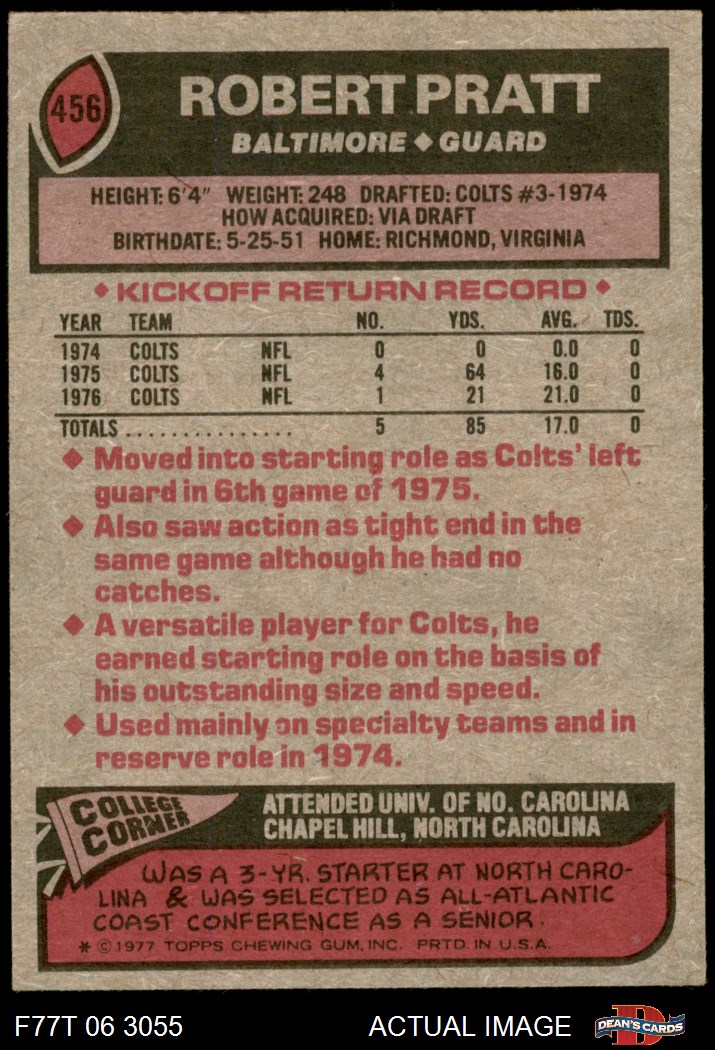 456
ROBERT PRATT
BALTIMORE ◆ GUARD
HEIGHT: 6'4" WEIGHT: 248 DRAFTED: COLTS #3-1974
HOW ACQUIRED: VIA DRAFT
BIRTHDATE: 5-25-51 HOME: RICHMOND, VIRGINIA
◆ KICKOFF RETURN RECORD ◆
YEAR TEAM NO. YDS. AVG. TDS.
1974 COLTS NFL 0 0 0.0 0
1975 COLTS NFL 4 64 16.0 0
1976 COLTS NFL 1 21 21.0 0
TOTALS ................ 5 85 17.0 0
◆ Moved into starting role as Colts' left
guard in 6th game of 1975.
◆ Also saw action as tight end in the
same game although he had no
catches.
◆ A versatile player for Colts, he
earned starting role on the basis of
his outstanding size and speed.
◆ Used mainly on specialty teams and in
reserve role in 1974.
COLLEGE
CORNER
ATTENDED UNIV. OF NO. CAROLINA
CHAPEL HILL, NORTH CAROLINA
WAS A 3-YR. STARTER AT NORTH CARO-
LINA & WAS SELECTED AS ALL-ATLANTIC
COAST CONFERENCE AS A SENIOR.
* © 1977 TOPPS CHEWING GUM, INC. PRTD. IN U.S.A.
F77T 06 3055 ACTUAL IMAGE
D
DEAN'S CARDS